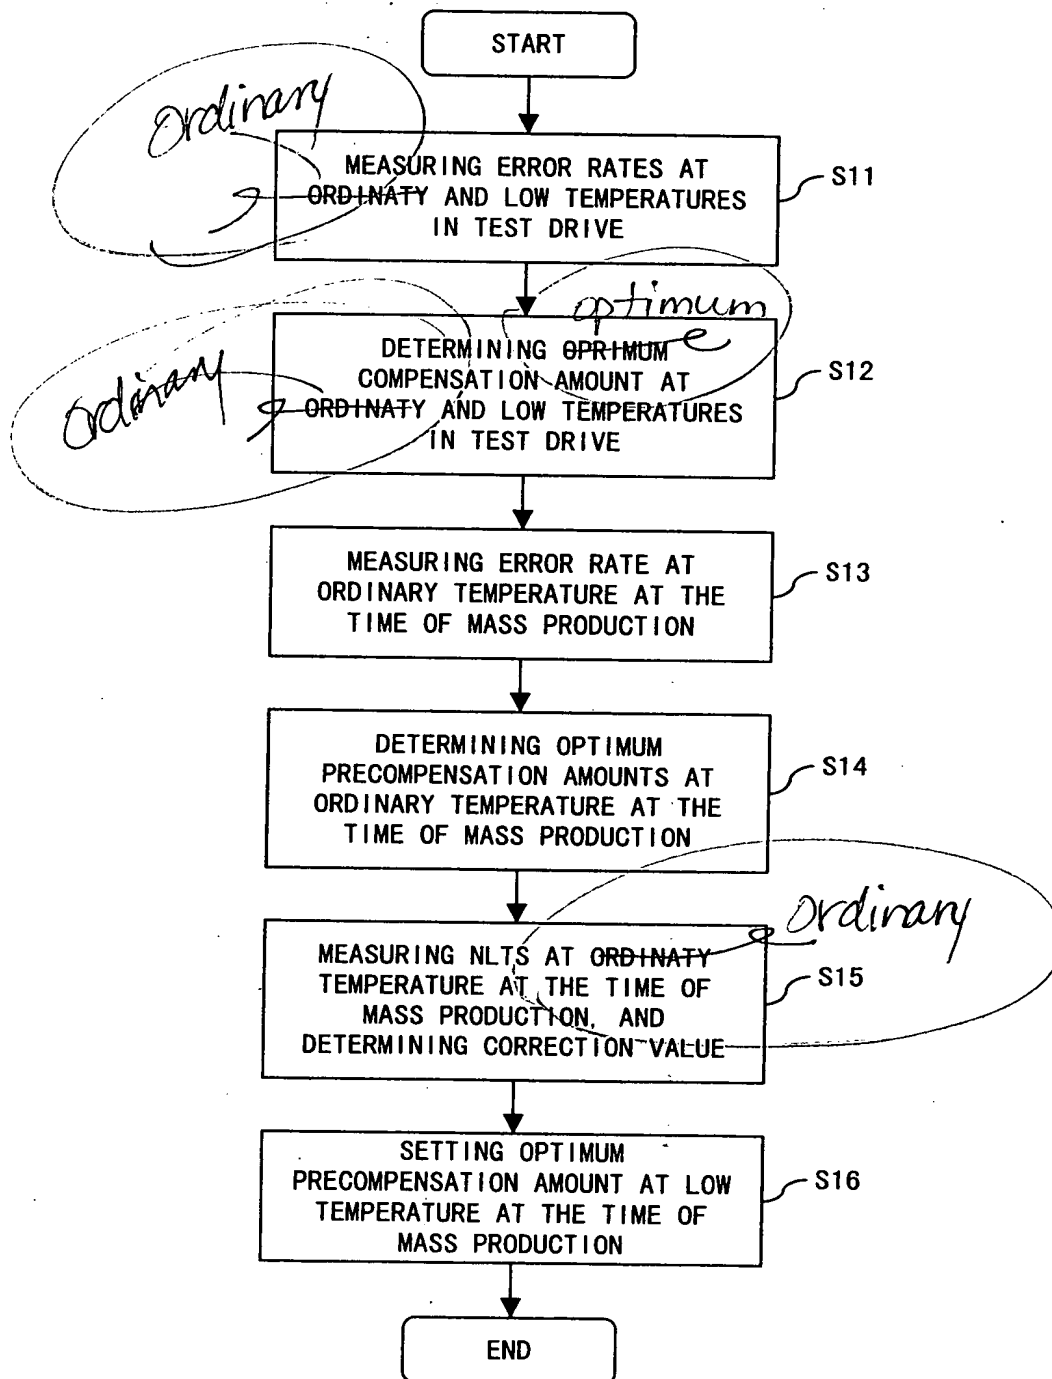 START
Ordinary
MEASURING ERROR RATES AT
ORDINATY AND LOW TEMPERATURES
IN TEST DRIVE
S11
optimum
DETERMINING OPRIMUM
COMPENSATION AMOUNT AT
Ordinary
ORDINATY AND LOW TEMPERATURES
IN TEST DRIVE
S12
MEASURING ERROR RATE AT
ORDINARY TEMPERATURE AT THE
TIME OF MASS PRODUCTION
S13
DETERMINING OPTIMUM
PRECOMPENSATION AMOUNTS AT
ORDINARY TEMPERATURE AT THE
TIME OF MASS PRODUCTION
S14
Ordinary
MEASURING NLTS AT ORDINATY
TEMPERATURE AT THE TIME OF
MASS PRODUCTION, AND
DETERMINING CORRECTION VALUE
S15
SETTING OPTIMUM
PRECOMPENSATION AMOUNT AT LOW
TEMPERATURE AT THE TIME OF
MASS PRODUCTION
S16
END